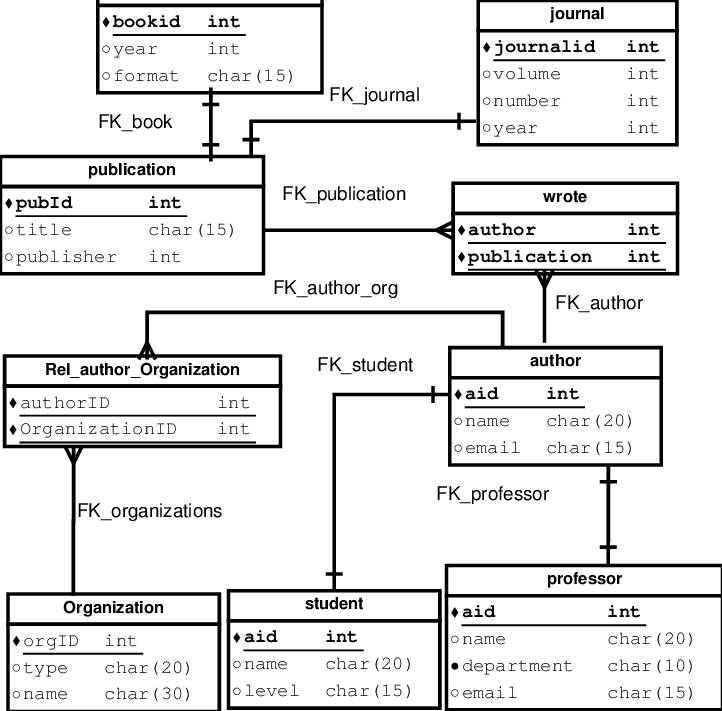 bookid int
year int
format char(15)
journal
journalid int
volume int
number int
year int
FK_journal
FK_book
publication
pubId int
title char(15)
publisher int
FK_publication
wrote
author int
publication int
FK_author_org
FK_author
Rel_author_Organization
authorID int
OrganizationID int
FK_student
author
aid int
name char(20)
email char(15)
FK_organizations
FK_professor
Organization
orgID int
type char(20)
name char(30)
student
aid int
name char(20)
level char(15)
professor
aid int
name char(20)
department char(10)
email char(15)